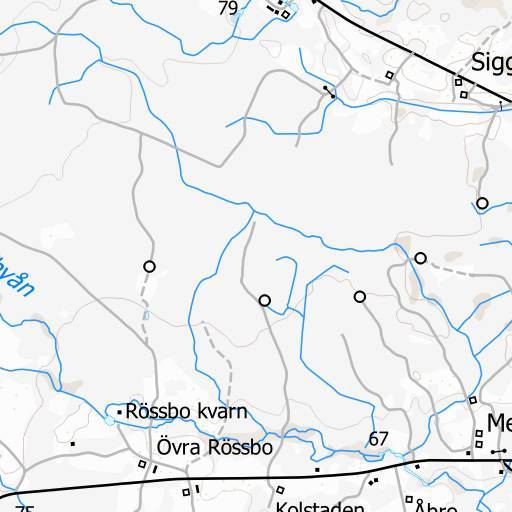 79
Sigg
vån
Rössbo kvarn
Me
67
Övra Rössbo
75
Kolstaden
Åbro